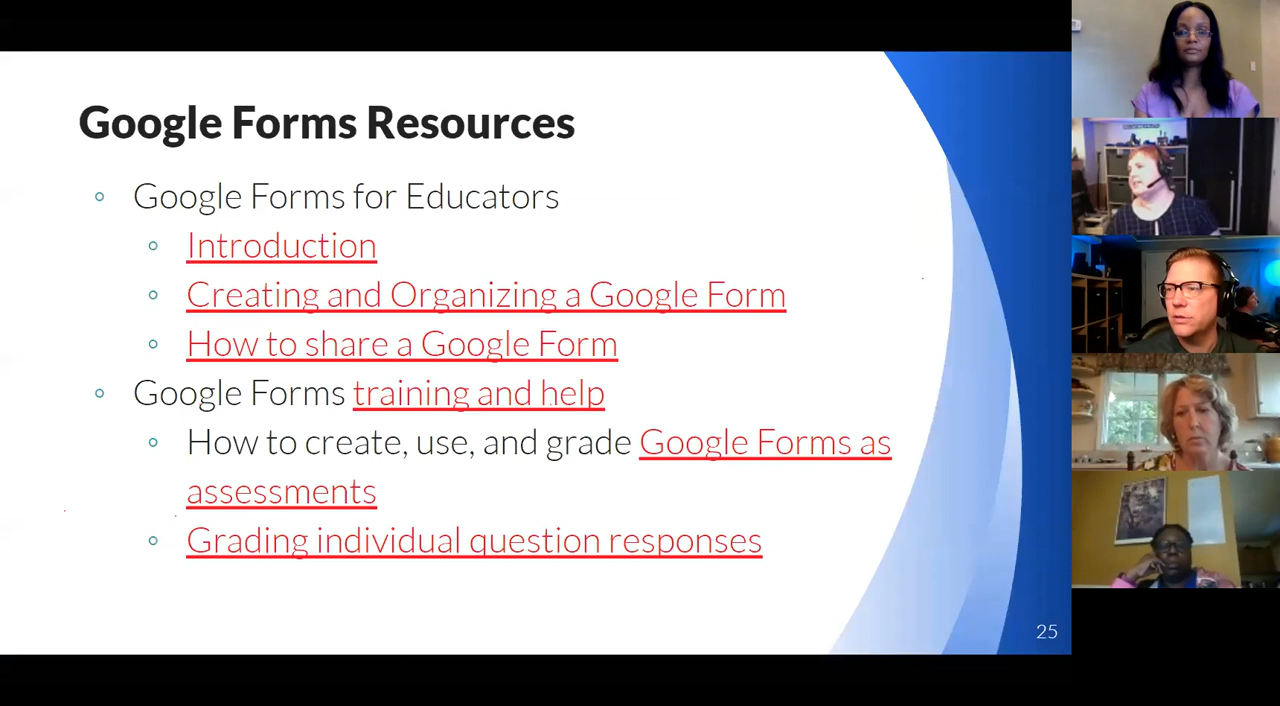 Google Forms Resources
Google Forms for Educators
Introduction
Creating and Organizing a Google Form
How to share a Google Form
Google Forms training and help
How to create, use, and grade Google Forms as
assessments
Grading individual question responses
25